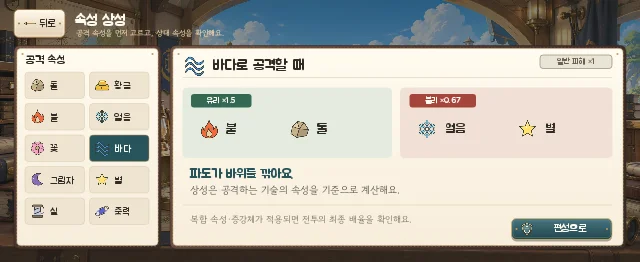 뒤로
속성 상성
공격 속성을 먼저 고르고, 상대 속성을 확인해요.
공격 속성
돌
황금
불
얼음
꽃
바다
그림자
별
실
중력
바다로 공격할 때
일반 피해 ×1
유리 ×1.5
불
돌
불리 ×0.67
얼음
별
파도가 바위를 깎아요
상성은 공격하는 기술의 속성을 기준으로 계산해요.
복합 속성·증강체가 적용되면 전투의 최종 배율을 확인해요.
편성으로